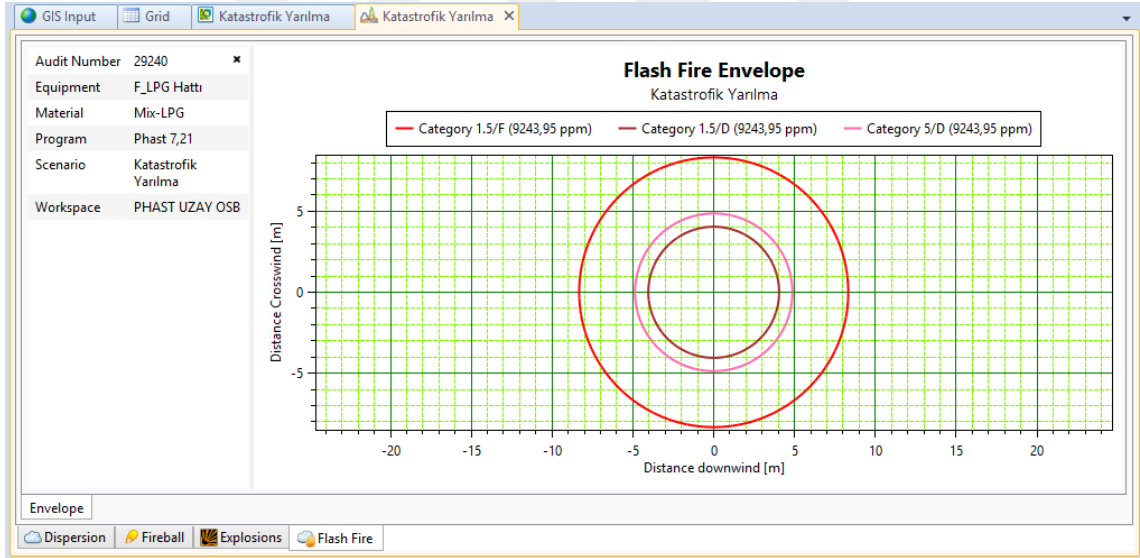 GIS Input Grid Katastrofik Yarılma Katastrofik Yarılma
Audit Number 29240
Equipment F_LPG Hattı
Material Mix-LPG
Program Phast 7,21
Scenario Katastrofik
Yarılma
Workspace PHAST UZAY OSB
Flash Fire Envelope
Katastrofik Yarılma
Category 1.5/F (9243,95 ppm) Category 1.5/D (9243,95 ppm) Category 5/D (9243,95 ppm)
Distance Crosswind [m]
5
0
-5
-20 -15 -10 -5 0 5 10 15 20
Distance downwind [m]
Envelope
Dispersion Fireball Explosions Flash Fire